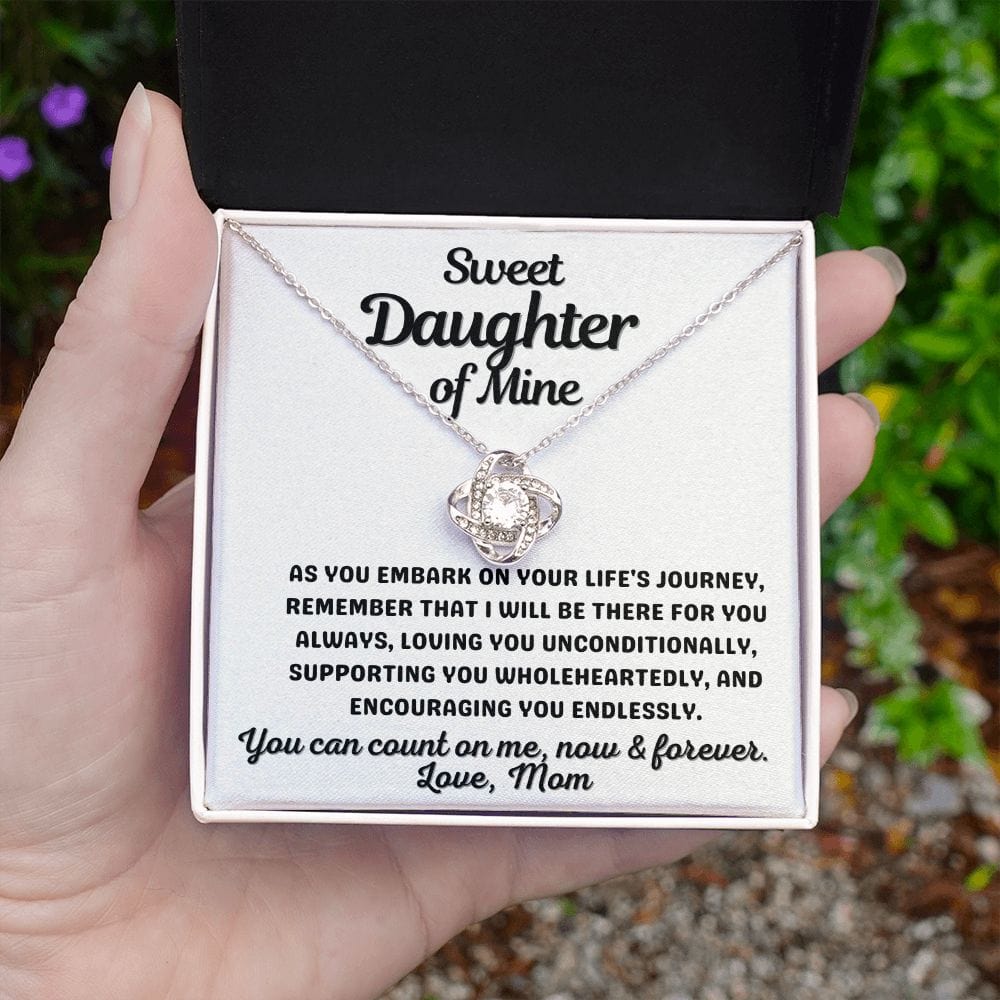 Sweet
Daughter
of Mine
AS YOU EMBARK ON YOUR LIFE'S JOURNEY,
REMEMBER THAT I WILL BE THERE FOR YOU
ALWAYS, LOVING YOU UNCONDITIONALLY,
SUPPORTING YOU WHOLEHEARTEDLY, AND
ENCOURAGING YOU ENDLESSLY.
You can count on me, now & forever.
Love, Mom